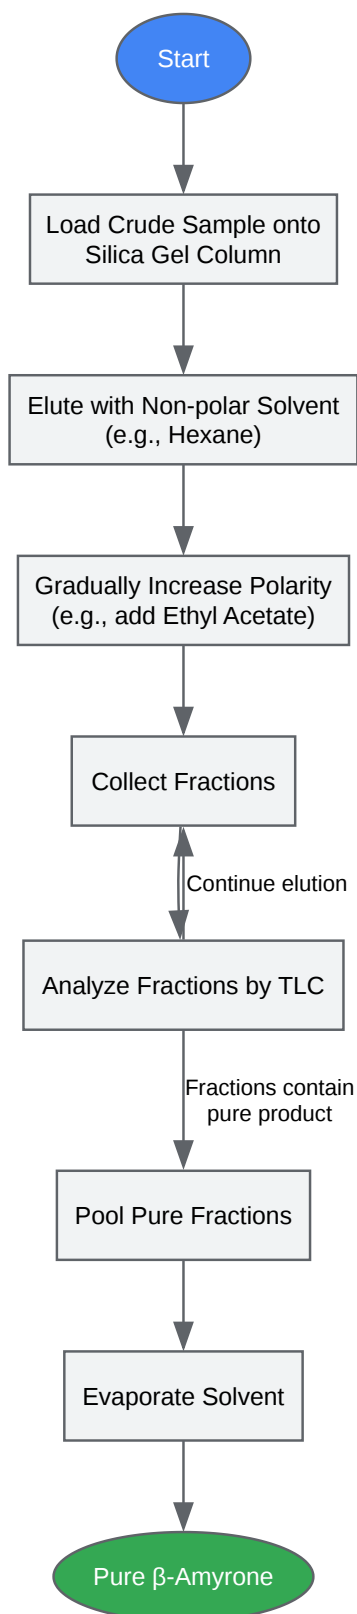 Start
Load Crude Sample onto
Silica Gel Column
Elute with Non-polar Solvent
(e.g., Hexane)
Gradually Increase Polarity
(e.g., add Ethyl Acetate)
Collect Fractions
Continue elution
Analyze Fractions by TLC
Fractions contain
pure product
Pool Pure Fractions
Evaporate Solvent
Pure β-Amyrone